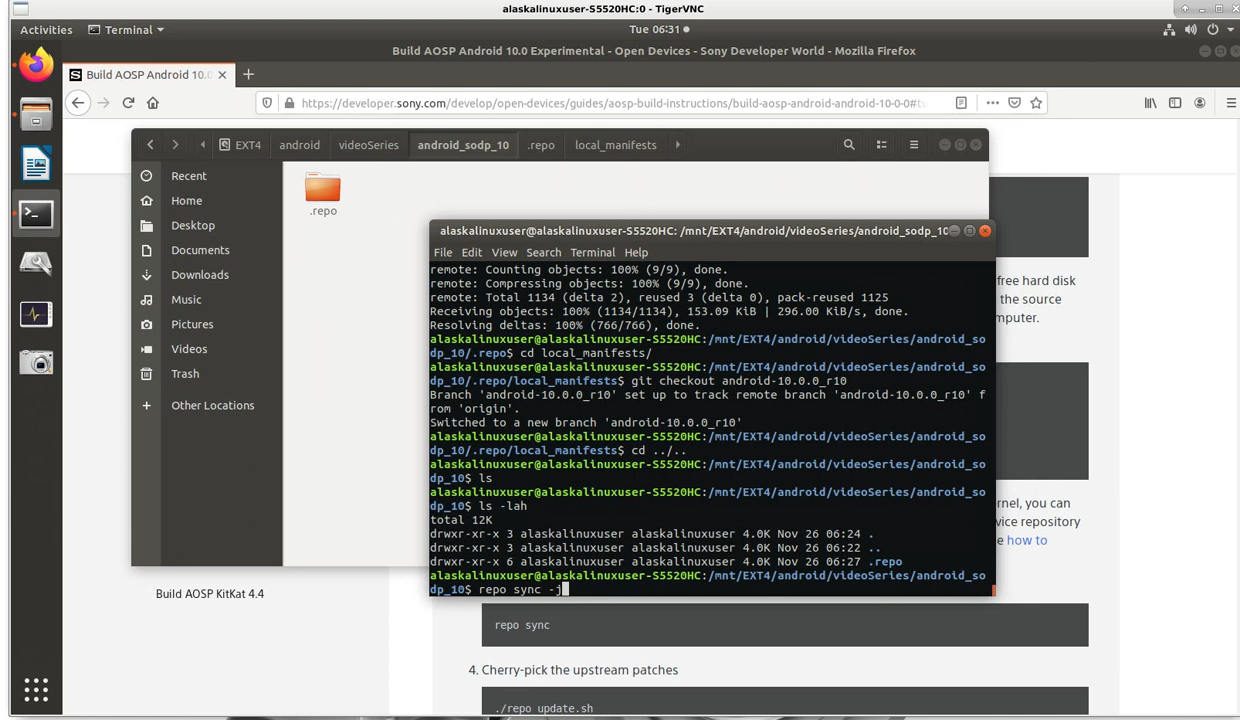 alaskalinuxuser-S5520HC:0 - TigerVNC
Activities
Terminal
Tue 06:31
Build AOSP Android 10.0 Experimental - Open Devices - Sony Developer World - Mozilla Firefox
Build AOSP Android 10.0
https://developer.sony.com/develop/open-devices/guides/aosp-build-instructions/build-aosp-android-android-10-0-0#tu
EXT4
android
videoSeries
android_sodp_10
.repo
local_manifests
Recent
Home
Desktop
Documents
Downloads
Music
Pictures
Videos
Trash
Other Locations
.repo
alaskalinuxuser@alaskalinuxuser-S5520HC: /mnt/EXT4/android/videoSeries/android_sodp_10
File Edit View Search Terminal Help
remote: Counting objects: 100% (9/9), done.
remote: Compressing objects: 100% (9/9), done.
remote: Total 1134 (delta 2), reused 3 (delta 0), pack-reused 1125
Receiving objects: 100% (1134/1134), 153.09 KiB | 296.00 KiB/s, done.
Resolving deltas: 100% (766/766), done.
alaskalinuxuser@alaskalinuxuser-S5520HC:/mnt/EXT4/android/videoSeries/android_so
dp_10/.repo$ cd local_manifests/
alaskalinuxuser@alaskalinuxuser-S5520HC:/mnt/EXT4/android/videoSeries/android_so
dp_10/.repo/local_manifests$ git checkout android-10.0.0_r10
Branch 'android-10.0.0_r10' set up to track remote branch 'android-10.0.0_r10' f
rom 'origin'.
Switched to a new branch 'android-10.0.0_r10'
alaskalinuxuser@alaskalinuxuser-S5520HC:/mnt/EXT4/android/videoSeries/android_so
dp_10/.repo/local_manifests$ cd ../..
alaskalinuxuser@alaskalinuxuser-S5520HC:/mnt/EXT4/android/videoSeries/android_so
dp_10$ ls
alaskalinuxuser@alaskalinuxuser-S5520HC:/mnt/EXT4/android/videoSeries/android_so
dp_10$ ls -lah
total 12K
drwxr-xr-x 3 alaskalinuxuser alaskalinuxuser 4.0K Nov 26 06:24 .
drwxr-xr-x 3 alaskalinuxuser alaskalinuxuser 4.0K Nov 26 06:22 ..
drwxr-xr-x 6 alaskalinuxuser alaskalinuxuser 4.0K Nov 26 06:27 .repo
alaskalinuxuser@alaskalinuxuser-S5520HC:/mnt/EXT4/android/videoSeries/android_so
dp_10$ repo sync -j
free hard disk
the source
mputer.
rnel, you can
vice repository
e how to
Build AOSP KitKat 4.4
repo sync
4. Cherry-pick the upstream patches
./repo_update.sh